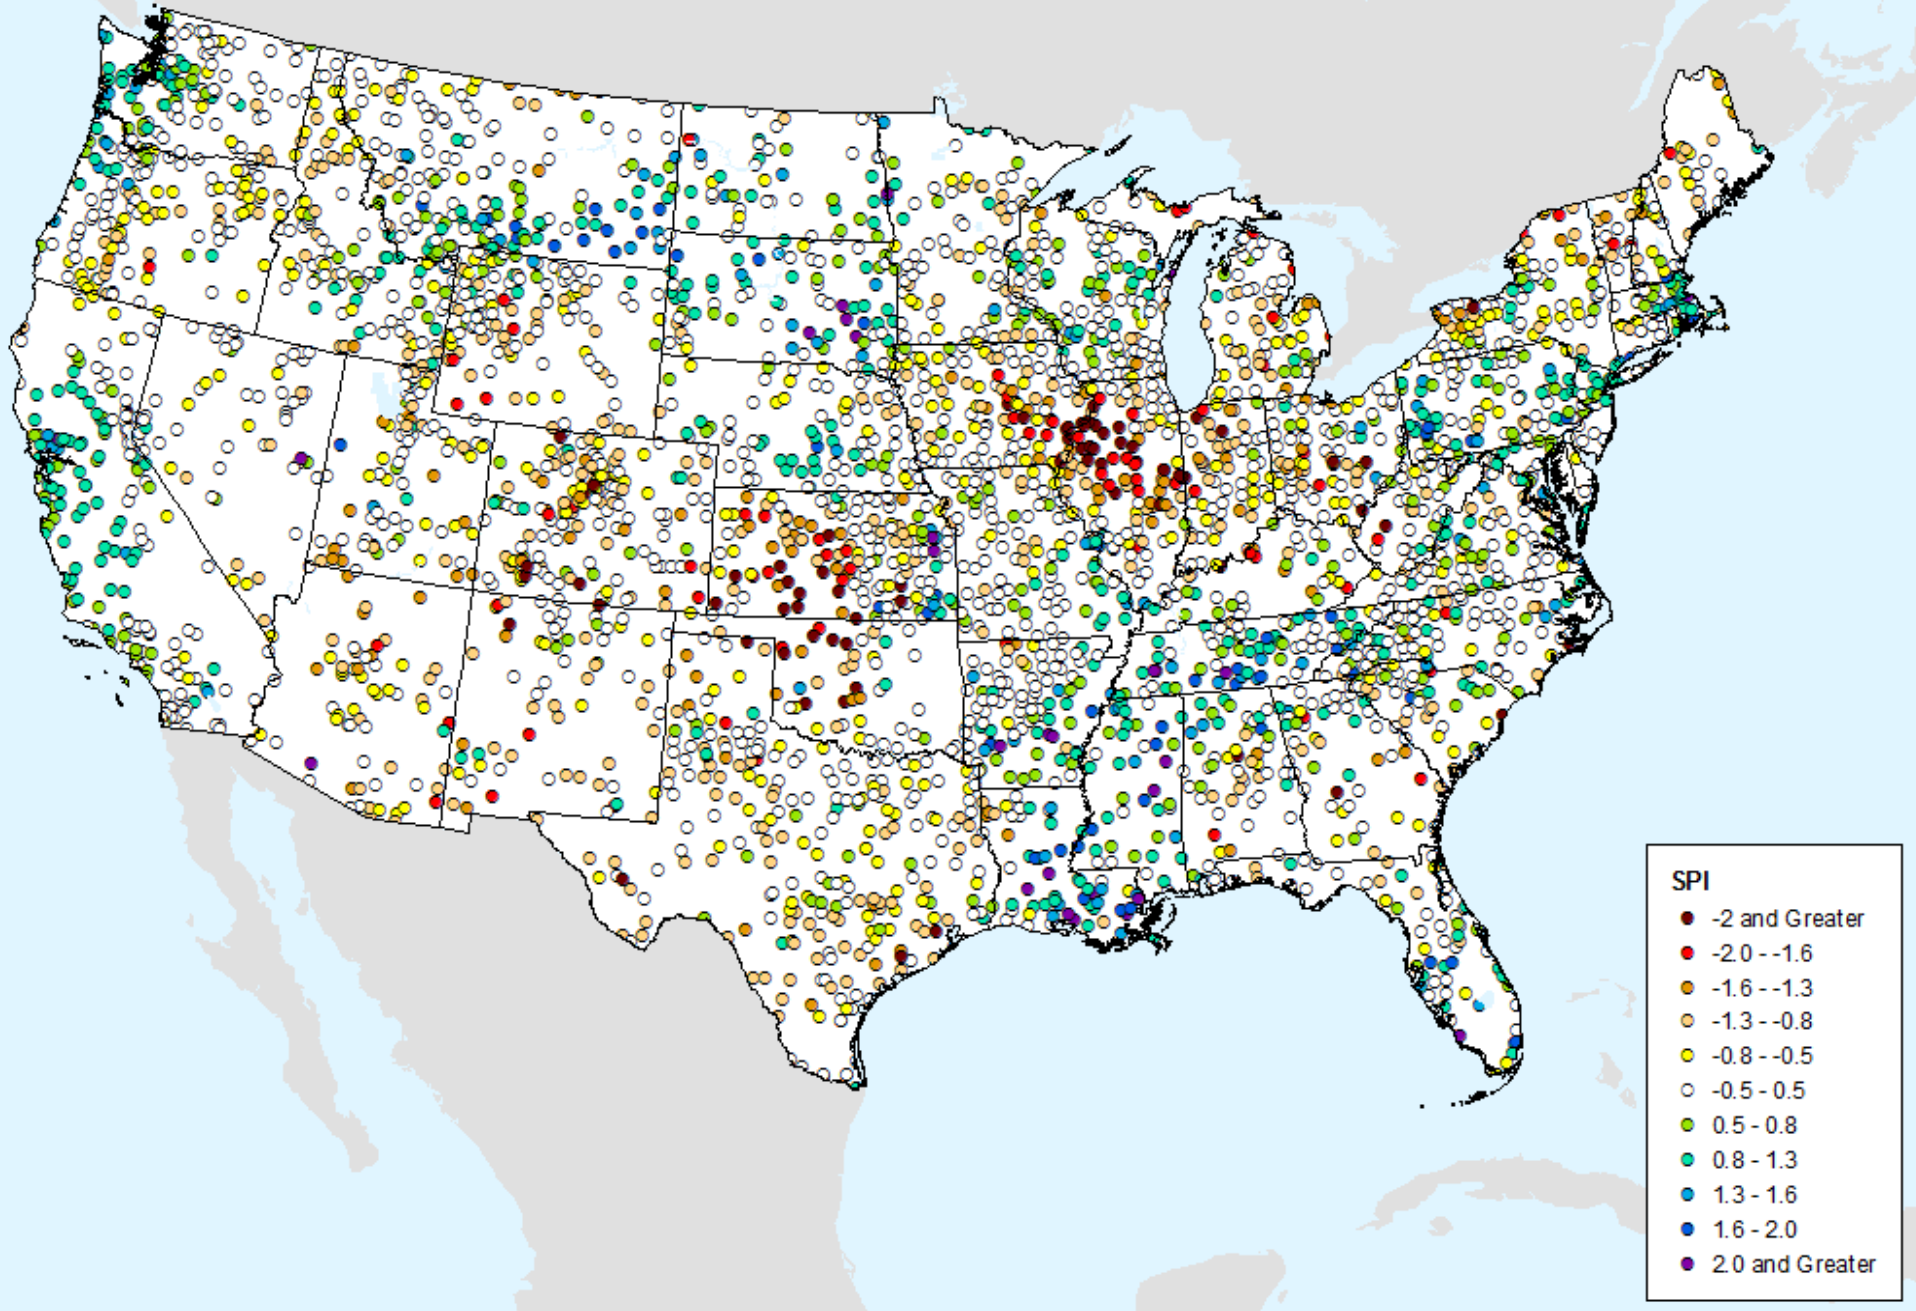 SPI
-2 and Greater
-2.0 - -1.6
-1.6 - -1.3
-1.3 - -0.8
-0.8 - -0.5
-0.5 - 0.5
0.5 - 0.8
0.8 - 1.3
1.3 - 1.6
1.6 - 2.0
2.0 and Greater